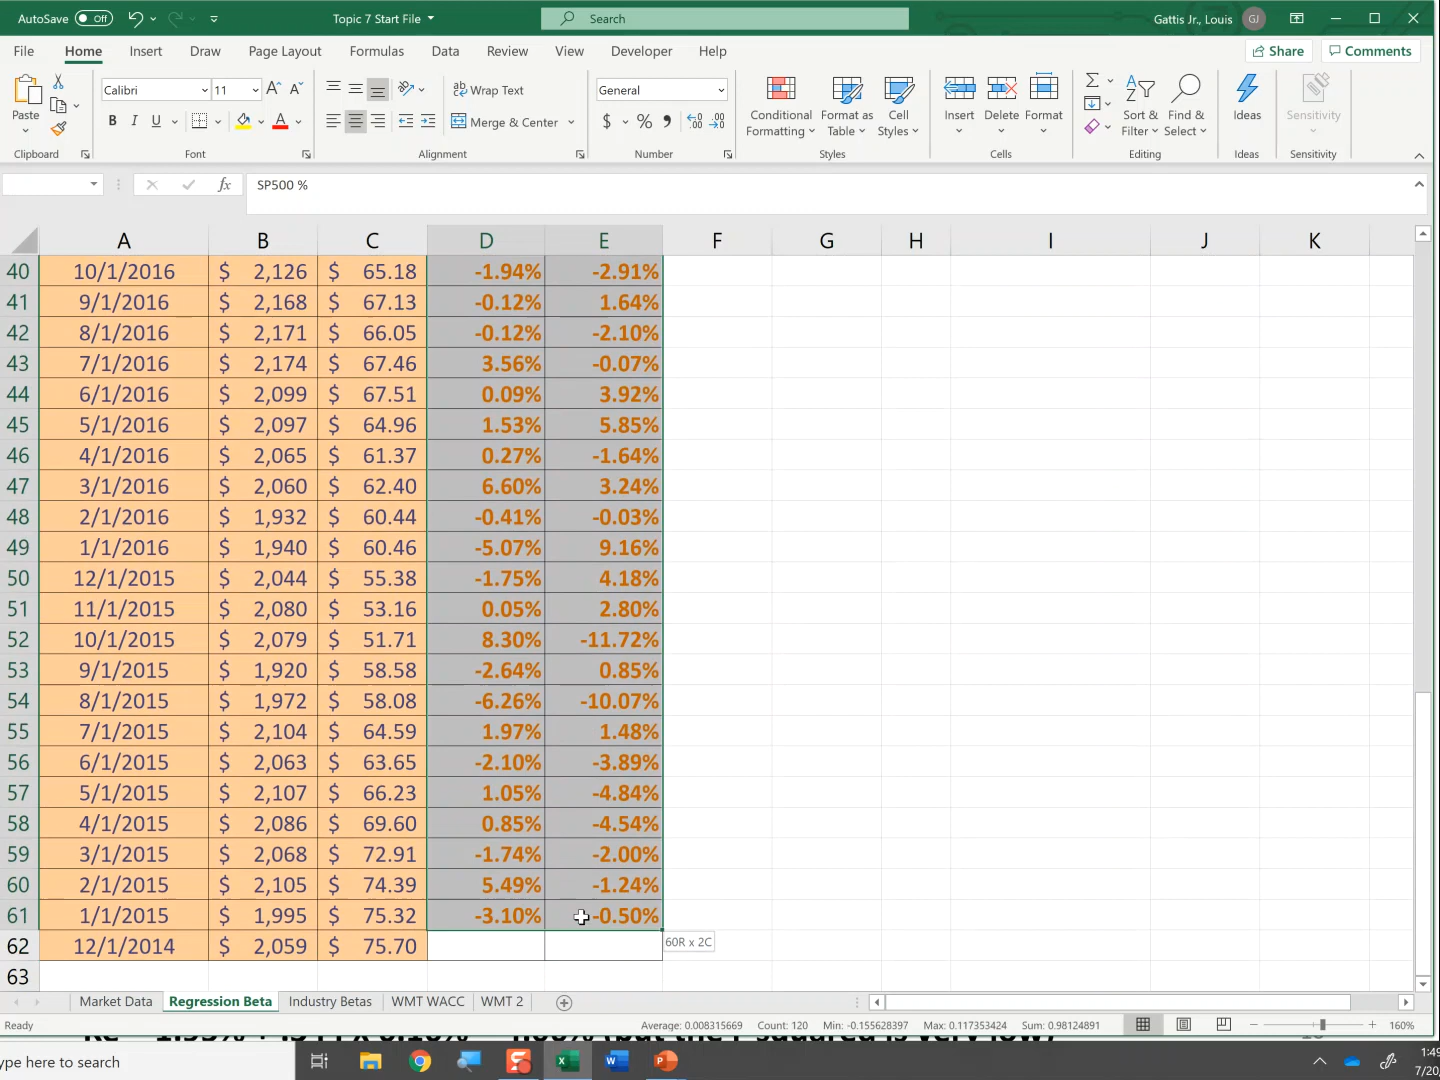 AutoSave Off Topic 7 Start File Search Gattis Jr., Louis GJ
File Home Insert Draw Page Layout Formulas Data Review View Developer Help Share Comments
Calibri 11 A A Wrap Text General
Paste B I U A Merge & Center $ % Conditional Formatting Format as Table Cell Styles Insert Delete Format Sort & Filter Find & Select Ideas Sensitivity
Clipboard Font Alignment Number Styles Cells Editing Ideas Sensitivity
fx SP500 %
A B C D E F G H I J K
40 10/1/2016 $ 2,126 $ 65.18 -1.94% -2.91%
41 9/1/2016 $ 2,168 $ 67.13 -0.12% 1.64%
42 8/1/2016 $ 2,171 $ 66.05 -0.12% -2.10%
43 7/1/2016 $ 2,174 $ 67.46 3.56% -0.07%
44 6/1/2016 $ 2,099 $ 67.51 0.09% 3.92%
45 5/1/2016 $ 2,097 $ 64.96 1.53% 5.85%
46 4/1/2016 $ 2,065 $ 61.37 0.27% -1.64%
47 3/1/2016 $ 2,060 $ 62.40 6.60% 3.24%
48 2/1/2016 $ 1,932 $ 60.44 -0.41% -0.03%
49 1/1/2016 $ 1,940 $ 60.46 -5.07% 9.16%
50 12/1/2015 $ 2,044 $ 55.38 -1.75% 4.18%
51 11/1/2015 $ 2,080 $ 53.16 0.05% 2.80%
52 10/1/2015 $ 2,079 $ 51.71 8.30% -11.72%
53 9/1/2015 $ 1,920 $ 58.58 -2.64% 0.85%
54 8/1/2015 $ 1,972 $ 58.08 -6.26% -10.07%
55 7/1/2015 $ 2,104 $ 64.59 1.97% 1.48%
56 6/1/2015 $ 2,063 $ 63.65 -2.10% -3.89%
57 5/1/2015 $ 2,107 $ 66.23 1.05% -4.84%
58 4/1/2015 $ 2,086 $ 69.60 0.85% -4.54%
59 3/1/2015 $ 2,068 $ 72.91 -1.74% -2.00%
60 2/1/2015 $ 2,105 $ 74.39 5.49% -1.24%
61 1/1/2015 $ 1,995 $ 75.32 -3.10% -0.50%
62 12/1/2014 $ 2,059 $ 75.70 60R x 2C
63
Market Data Regression Beta Industry Betas WMT WACC WMT 2
Ready Average: 0.008315669 Count: 120 Min: -0.155628397 Max: 0.117353424 Sum: 0.98124891 160%
ype here to search 1:49
7/20